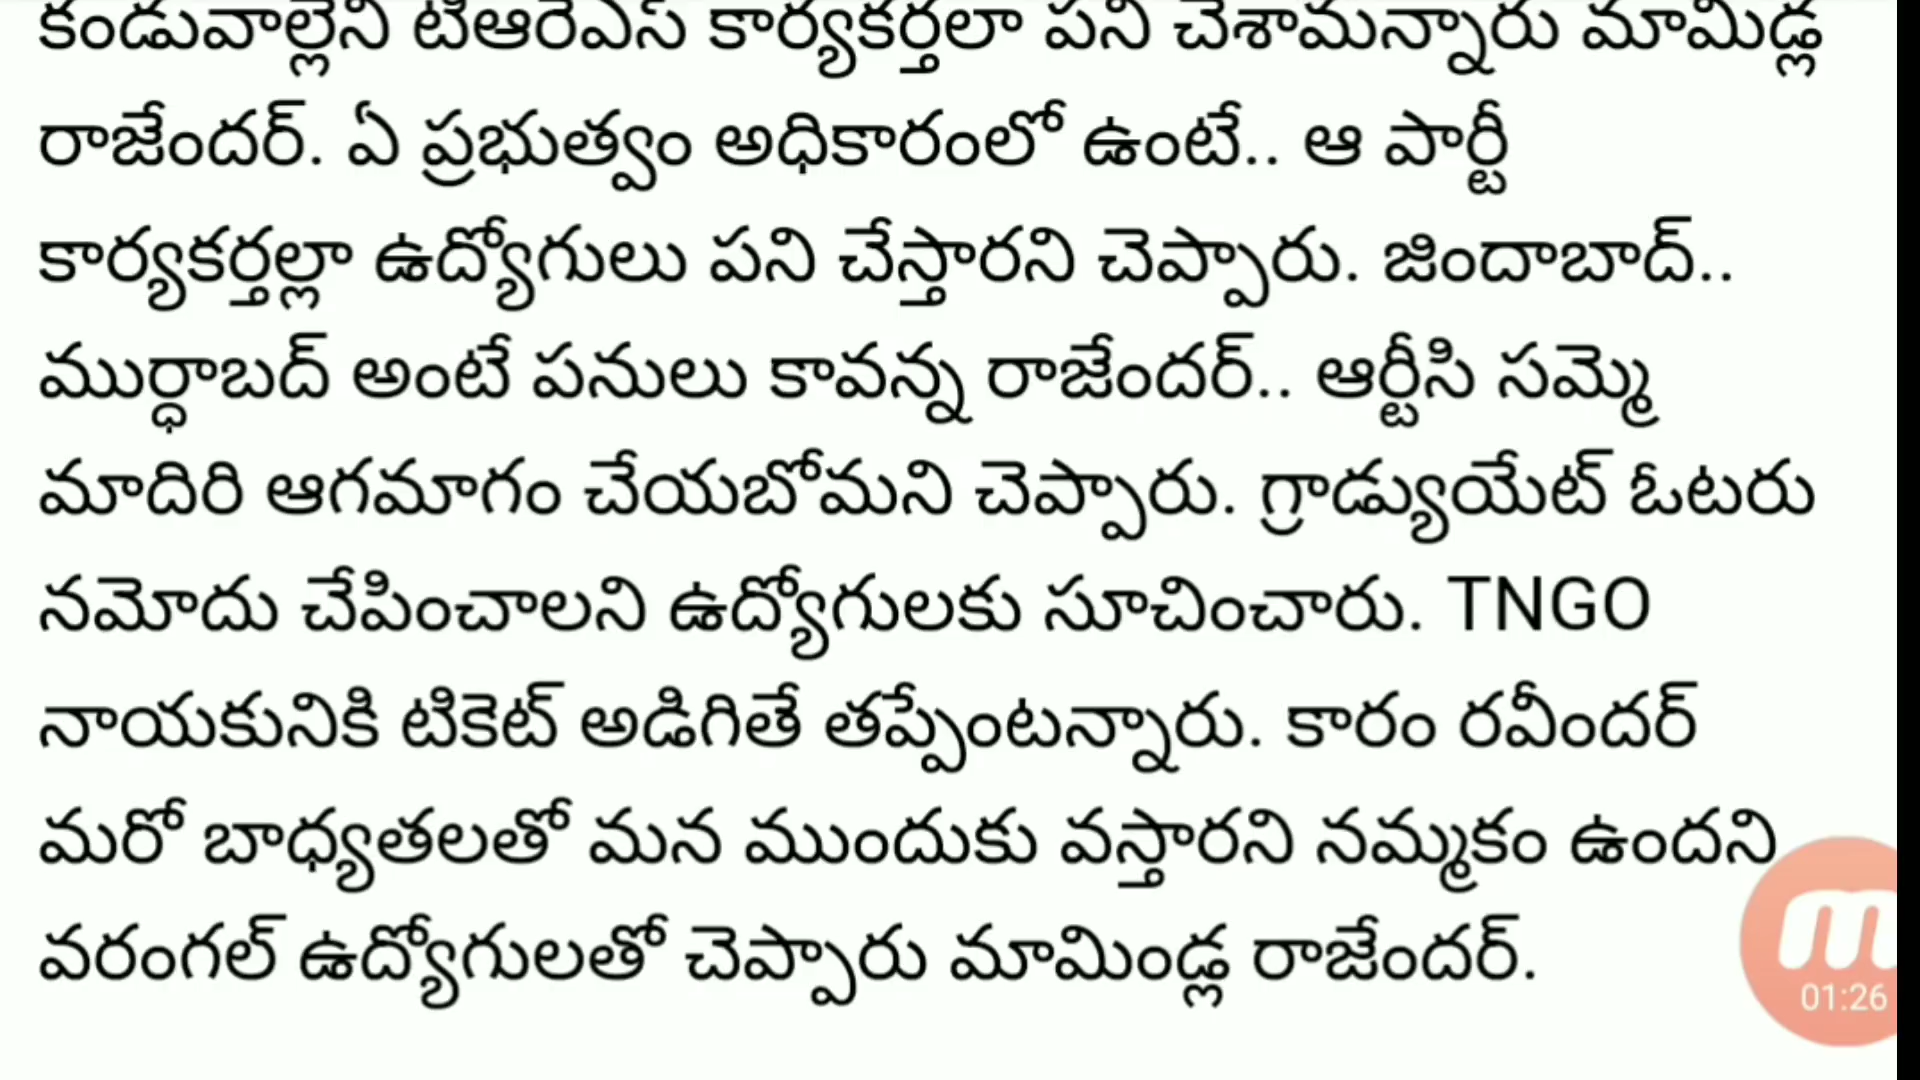 కండువాల్లేని టీఆరేఎస్ కార్యకర్తలా పని చేశామన్నారు మామిడ్ల
రాజేందర్. ఏ ప్రభుత్వం అధికారంలో ఉంటే.. ఆ పార్టీ
కార్యకర్తల్లా ఉద్యోగులు పని చేస్తారని చెప్పారు. జిందాబాద్..
ముర్ధాబద్ అంటే పనులు కావన్న రాజేందర్.. ఆర్టీసి సమ్మె
మాదిరి ఆగమాగం చేయబోమని చెప్పారు. గ్రాడ్యుయేట్ ఓటరు
నమోదు చేపించాలని ఉద్యోగులకు సూచించారు. TNGO
నాయకునికి టికెట్ అడిగితే తప్పేంటన్నారు. కారం రవీందర్
మరో బాధ్యతలతో మన ముందుకు వస్తారని నమ్మకం ఉందని
వరంగల్ ఉద్యోగులతో చెప్పారు మామిండ్ల రాజేందర్.
01:26